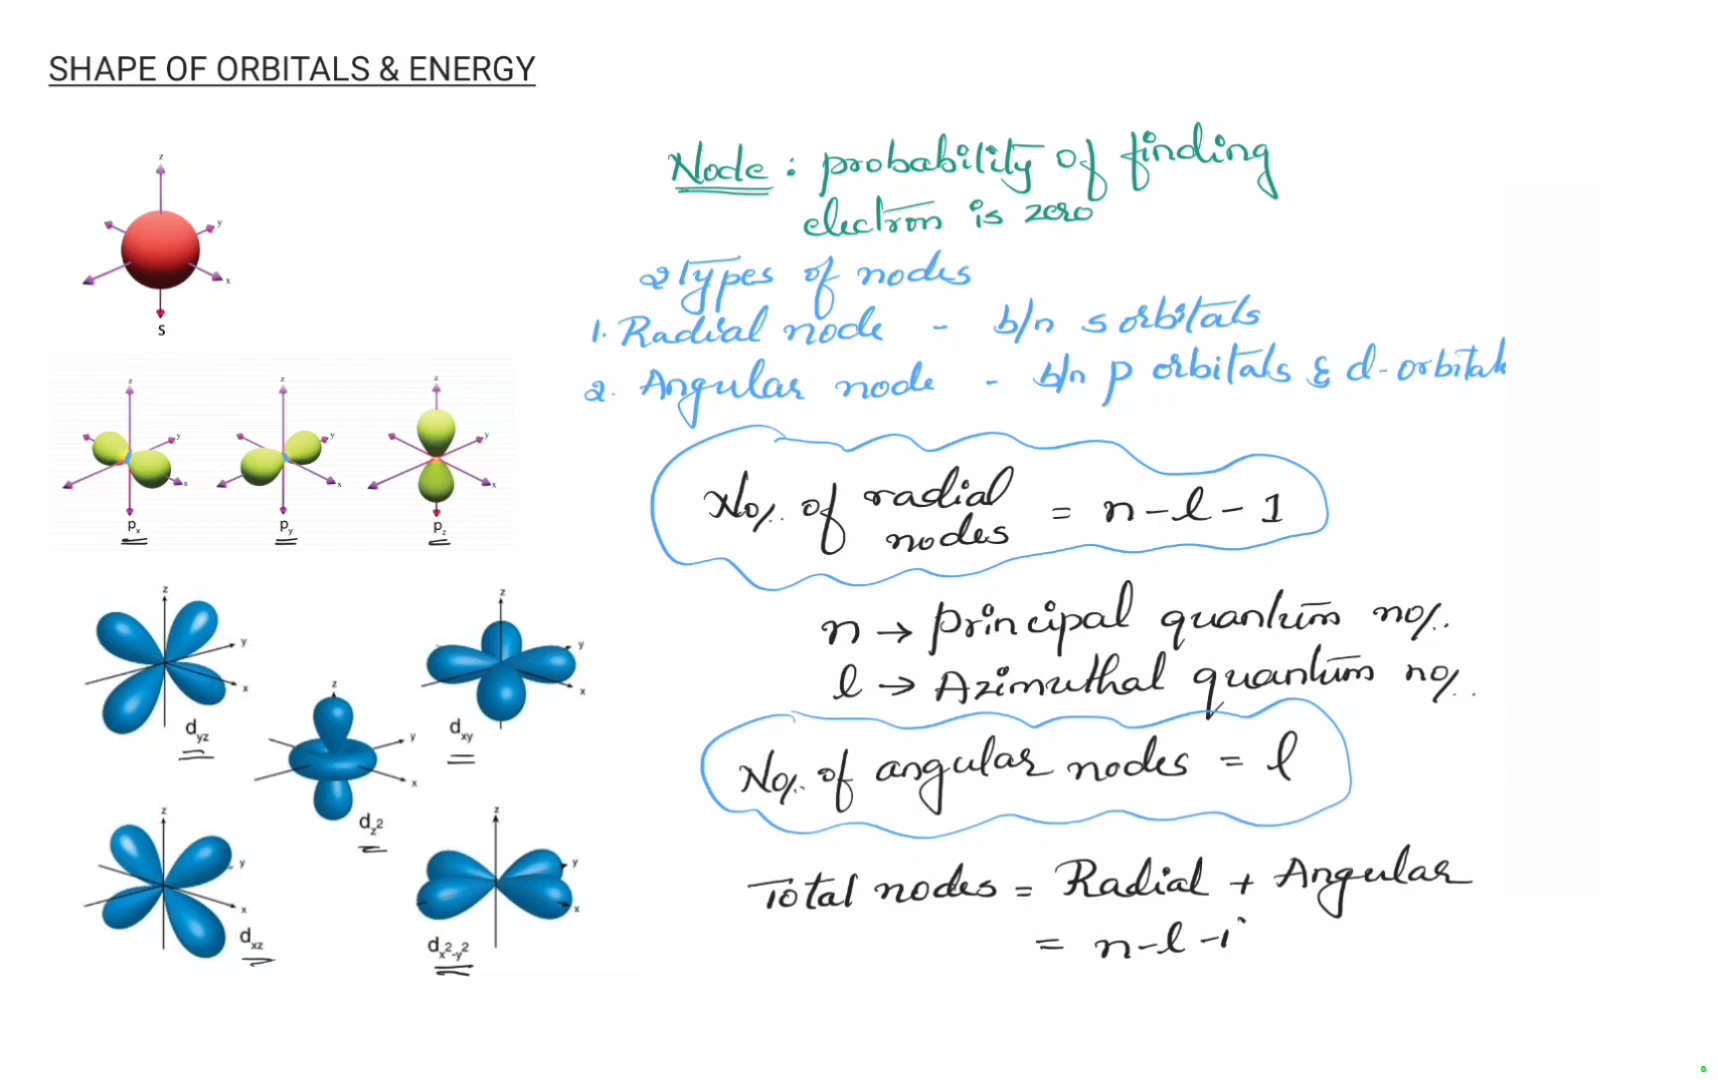 SHAPE OF ORBITALS & ENERGY
Node : probability of finding
electron is zero
2 types of nodes
1. Radial node - b/n s orbitals
2. Angular node - b/n p orbitals & d-orbitals
No/. of radial nodes = n-l-1
n → principal quantum no/.
l → Azimuthal quantum no/.
No/. of angular nodes = l
Total nodes = Radial + Angular
= n-l-1
z
y
x
s
z
y
x
px
z
y
x
py
z
y
x
pz
z
y
x
dyz
z
y
x
dxy
z
y
x
dz2
z
y
x
dxz
z
y
x
dx2-y2